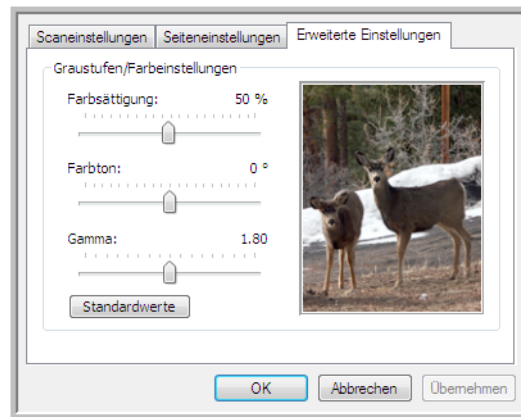 Scaneinstellungen Seiteneinstellungen Erweiterte Einstellungen
Graustufen/Farbeinstellungen
Farbsättigung: 50 %
Farbton: 0 °
Gamma: 1.80
Standardwerte
OK Abbrechen Übernehmen